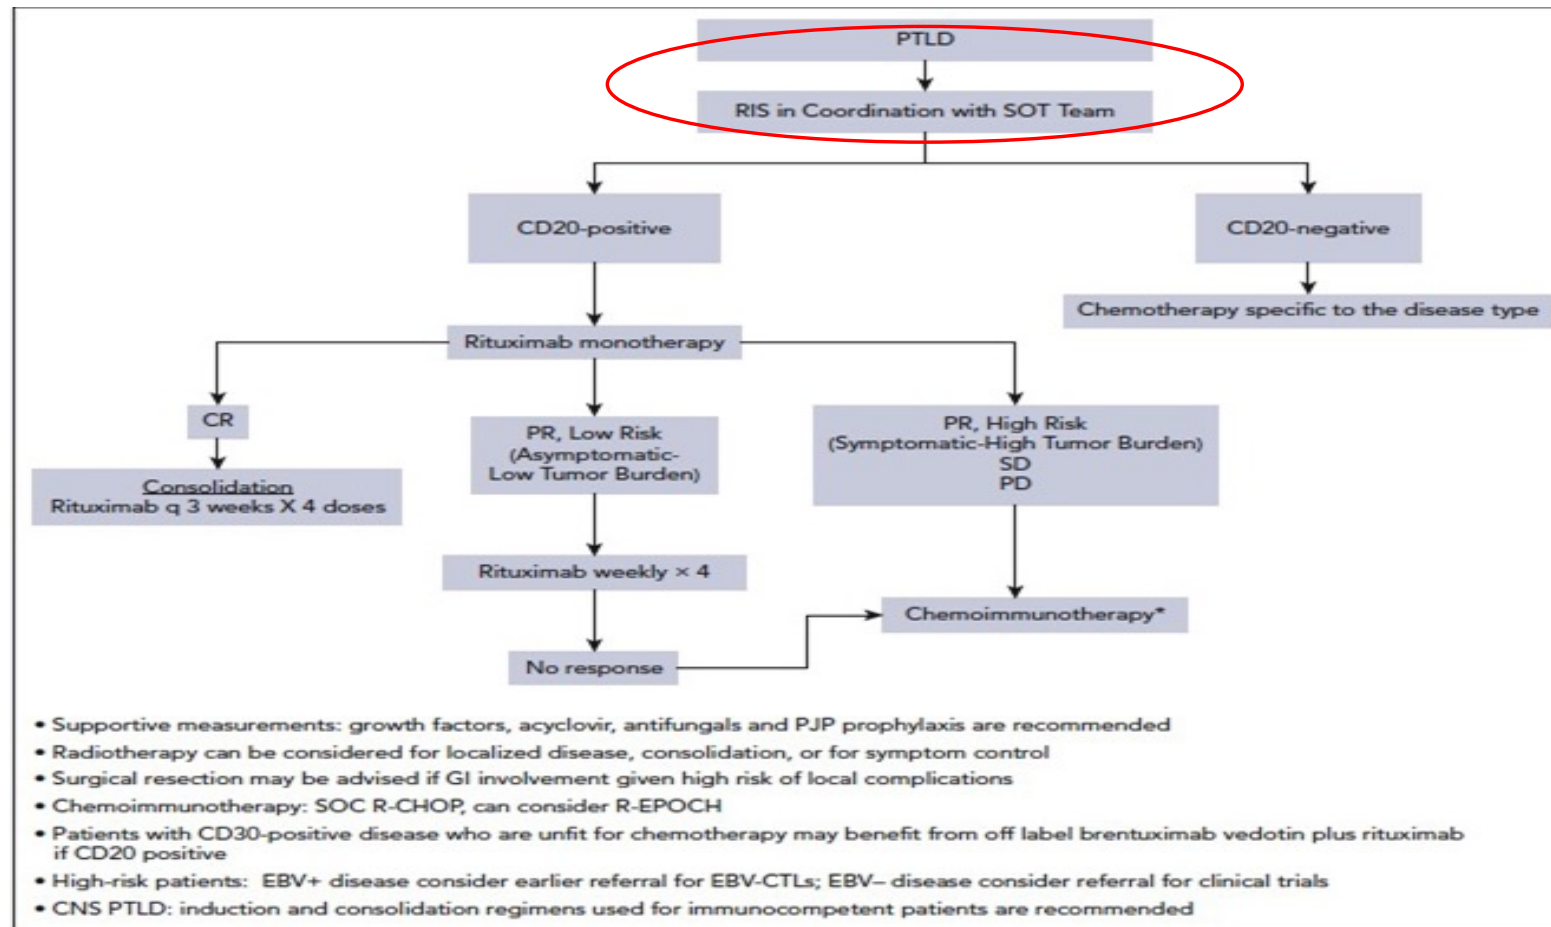 PTLD
RIS in Coordination with SOT Team
CD20-positive
CD20-negative
Chemotherapy specific to the disease type
Rituximab monotherapy
CR
PR, Low Risk
(Asymptomatic-
Low Tumor Burden)
PR, High Risk
(Symptomatic-High Tumor Burden)
SD
PD
Consolidation
Rituximab q 3 weeks X 4 doses
Rituximab weekly × 4
Chemoimmunotherapy*
No response
• Supportive measurements: growth factors, acyclovir, antifungals and PJP prophylaxis are recommended
• Radiotherapy can be considered for localized disease, consolidation, or for symptom control
• Surgical resection may be advised if GI involvement given high risk of local complications
• Chemoimmunotherapy: SOC R-CHOP, can consider R-EPOCH
• Patients with CD30-positive disease who are unfit for chemotherapy may benefit from off label brentuximab vedotin plus rituximab
if CD20 positive
• High-risk patients: EBV+ disease consider earlier referral for EBV-CTLs; EBV– disease consider referral for clinical trials
• CNS PTLD: induction and consolidation regimens used for immunocompetent patients are recommended